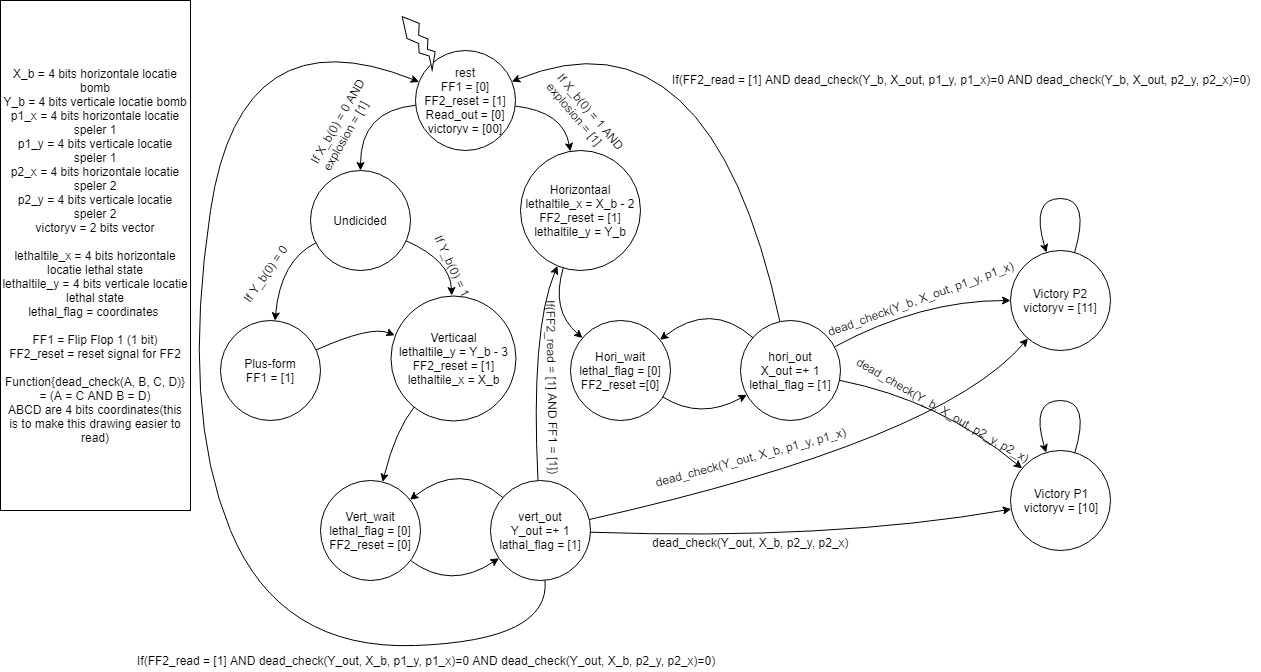 X_b = 4 bits horizontale locatie
bomb
Y_b = 4 bits verticale locatie bomb
p1_x = 4 bits horizontale locatie
speler 1
p1_y = 4 bits verticale locatie
speler 1
p2_x = 4 bits horizontale locatie
speler 2
p2_y = 4 bits verticale locatie
speler 2
victoryv = 2 bits vector
lethaltile_x = 4 bits horizontale
locatie lethal state
lethaltile_y = 4 bits verticale locatie
lethal state
lethal_flag = coordinates
FF1 = Flip Flop 1 (1 bit)
FF2_reset = reset signal for FF2
Function{dead_check(A, B, C, D)}
= (A = C AND B = D)
ABCD are 4 bits coordinates(this
is to make this drawing easier to
read)
rest
FF1 = [0]
FF2_reset = [1]
Read_out = [0]
victoryv = [00]
If X_b(0) = 0 AND
explosion = [1]
If X_b(0) = 1 AND
explosion = [1]
If(FF2_read = [1] AND dead_check(Y_b, X_out, p1_y, p1_x)=0 AND dead_check(Y_b, X_out, p2_y, p2_x)=0)
Undicided
Horizontaal
lethaltile_x = X_b - 2
FF2_reset = [1]
lethaltile_y = Y_b
If Y_b(0) = 0
If Y_b(0) = 1
Plus-form
FF1 = [1]
Verticaal
lethaltile_y = Y_b - 3
FF2_reset = [1]
lethaltile_x = X_b
If(FF2_read = [1] AND FF1 = [1])
Hori_wait
lethal_flag = [0]
FF2_reset =[0]
hori_out
X_out =+ 1
lethal_flag = [1]
dead_check(Y_b, X_out, p1_y, p1_x)
Victory P2
victoryv = [11]
dead_check(Y_b, X_out, p2_y, p2_x)
dead_check(Y_out, X_b, p1_y, p1_x)
Vert_wait
lethal_flag = [0]
FF2_reset = [0]
vert_out
Y_out =+ 1
lathal_flag = [1]
Victory P1
victoryv = [10]
dead_check(Y_out, X_b, p2_y, p2_x)
If(FF2_read = [1] AND dead_check(Y_out, X_b, p1_y, p1_x)=0 AND dead_check(Y_out, X_b, p2_y, p2_x)=0)